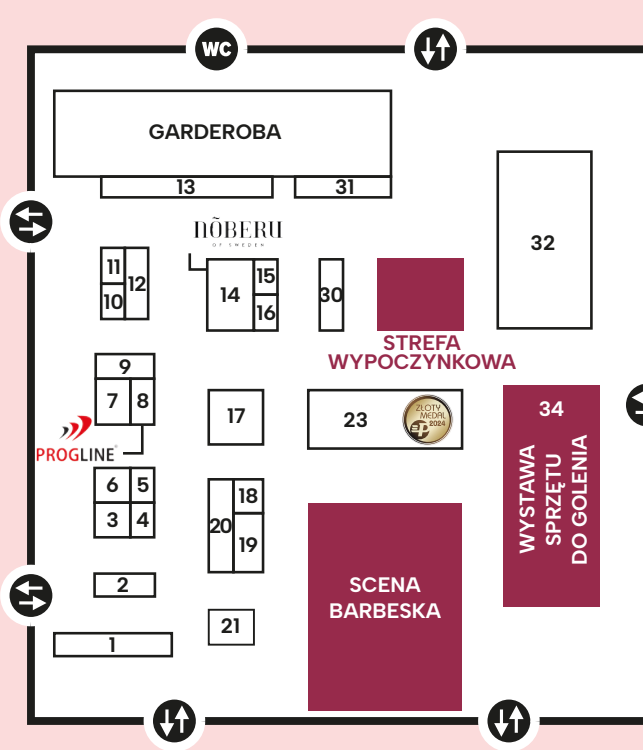 WC
GARDEROBA
13
31
NÕBERU
OF SWEDEN
32
11
12
10
14
15
16
30
STREFA
WYPOCZYNKOWA
9
7
8
PROGLINE®
17
23
ZŁOTY
MEDAL
2024
34
WYSTAWA
SPRZĘTU
DO GOLENIA
6
5
3
4
18
20
19
2
SCENA
BARBESKA
21
1